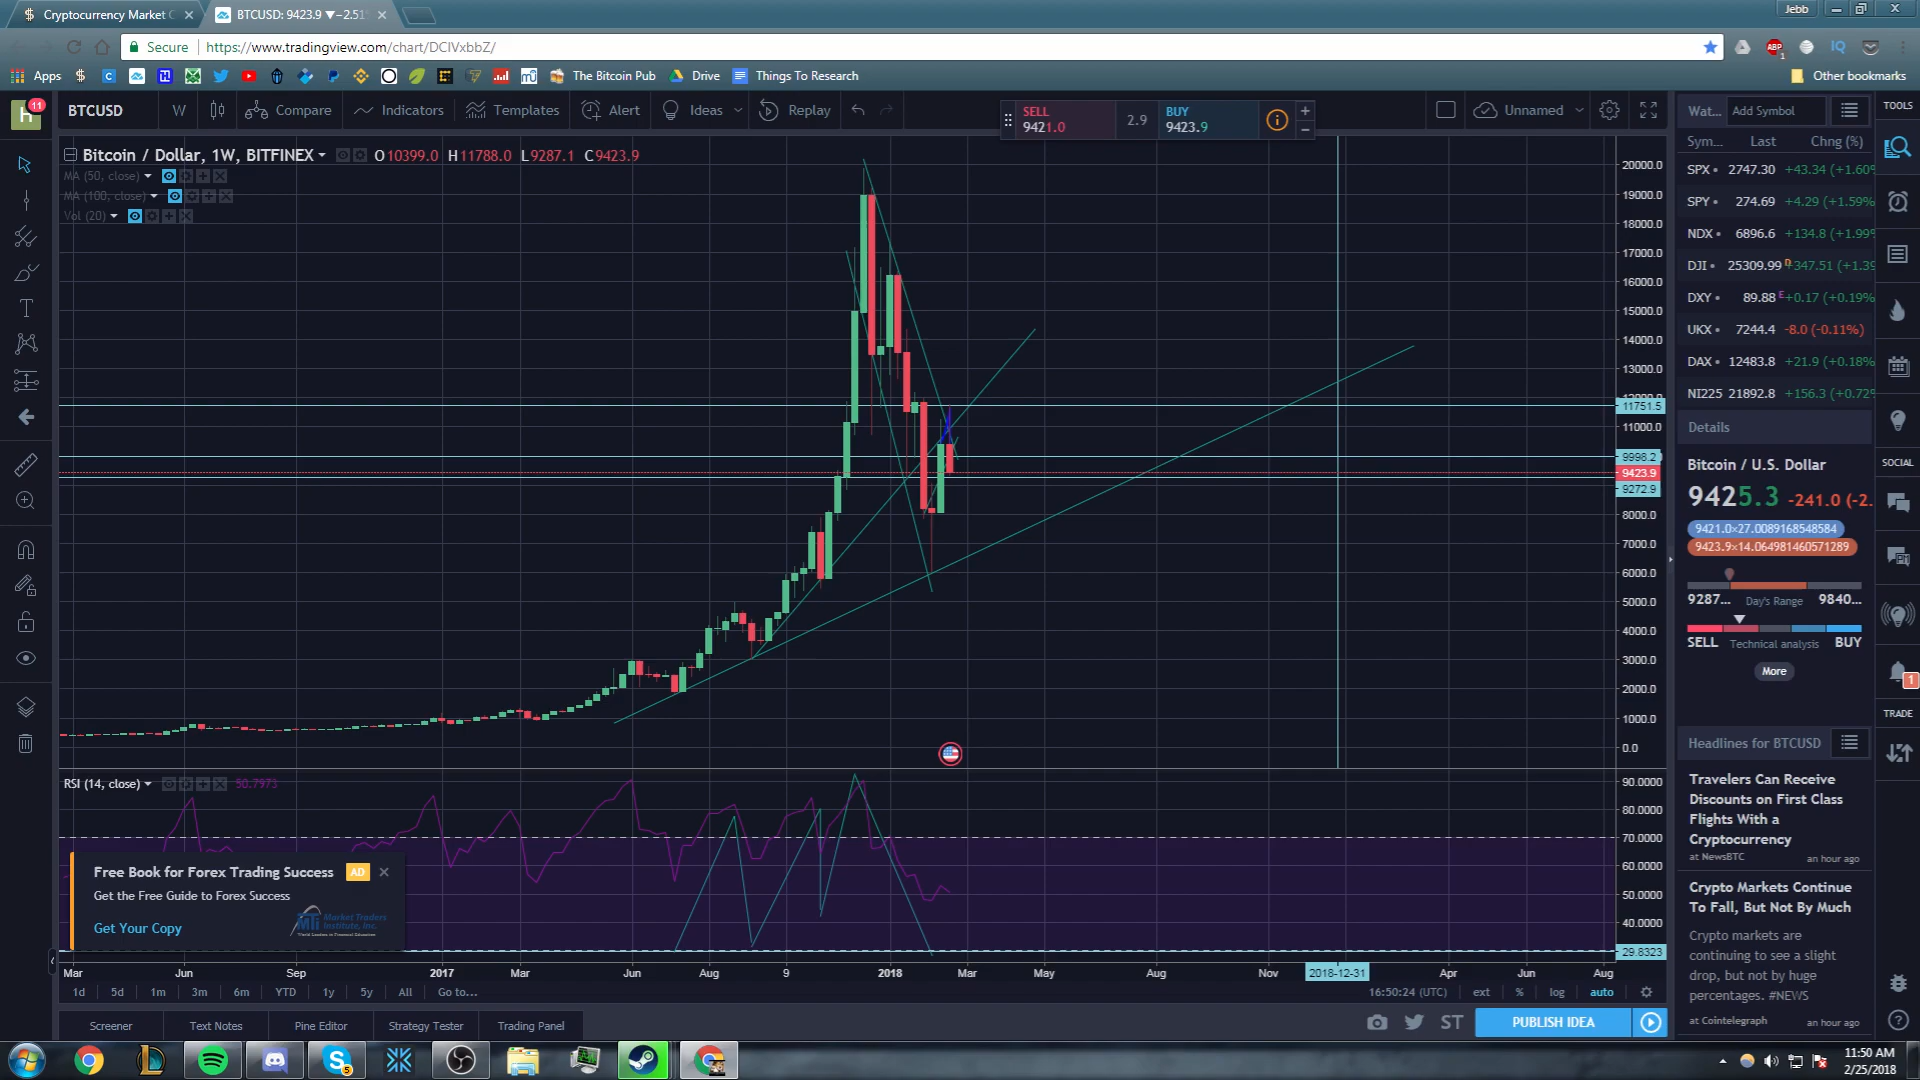 Cryptocurrency Market C
BTCUSD: 9423.9 ▼−2.51
Jebb
Secure
https://www.tradingview.com/chart/DCIVxbbZ/
Apps
The Bitcoin Pub
Drive
Things To Research
Other bookmarks
BTCUSD
W
Compare
Indicators
Templates
Alert
Ideas
Replay
SELL
9421.0
2.9
BUY
9423.9
Unnamed
Bitcoin / Dollar, 1W, BITFINEX
O10399.0 H11788.0 L9287.1 C9423.9
MA (50, close)
MA (100, close)
Vol (20)
20000.0
19000.0
18000.0
17000.0
16000.0
15000.0
14000.0
13000.0
12000.0
11751.5
11000.0
9998.2
9423.9
9272.9
8000.0
7000.0
6000.0
5000.0
4000.0
3000.0
2000.0
1000.0
0.0
RSI (14, close)
50.7973
90.0000
80.0000
70.0000
60.0000
50.0000
40.0000
29.8323
Free Book for Forex Trading Success
AD
Get the Free Guide to Forex Success
Get Your Copy
MTI Market Traders Institute, Inc.
Mar Jun Sep 2017 Mar Jun Aug 9 2018 Mar May Aug Nov 2018-12-31 Apr Jun Aug
1d 5d 1m 3m 6m YTD 1y 5y All Go to...
16:50:24 (UTC) ext % log auto
Screener
Text Notes
Pine Editor
Strategy Tester
Trading Panel
ST
PUBLISH IDEA
Wat...
Add Symbol
Sym... Last Chng (%)
SPX 2747.30 +43.34 (+1.60%
SPY 274.69 +4.29 (+1.59%
NDX 6896.6 +134.8 (+1.99%
DJI 25309.99 D +347.51 (+1.39
DXY 89.88 E +0.17 (+0.19%
UKX 7244.4 -8.0 (-0.11%)
DAX 12483.8 +21.9 (+0.18%
NI225 21892.8 +156.3 (+0.72%
Details
Bitcoin / U.S. Dollar
9425.3 -241.0 (-2.
9421.0×27.0089168548584
9423.9×14.064981460571289
9287... Day's Range 9840...
SELL Technical analysis BUY
More
Headlines for BTCUSD
Travelers Can Receive
Discounts on First Class
Flights With a
Cryptocurrency
at NewsBTC an hour ago
Crypto Markets Continue
To Fall, But Not By Much
Crypto markets are
continuing to see a slight
drop, but not by huge
percentages. #NEWS
at Cointelegraph an hour ago
TOOLS
SOCIAL
TRADE
11
1
11:50 AM
2/25/2018